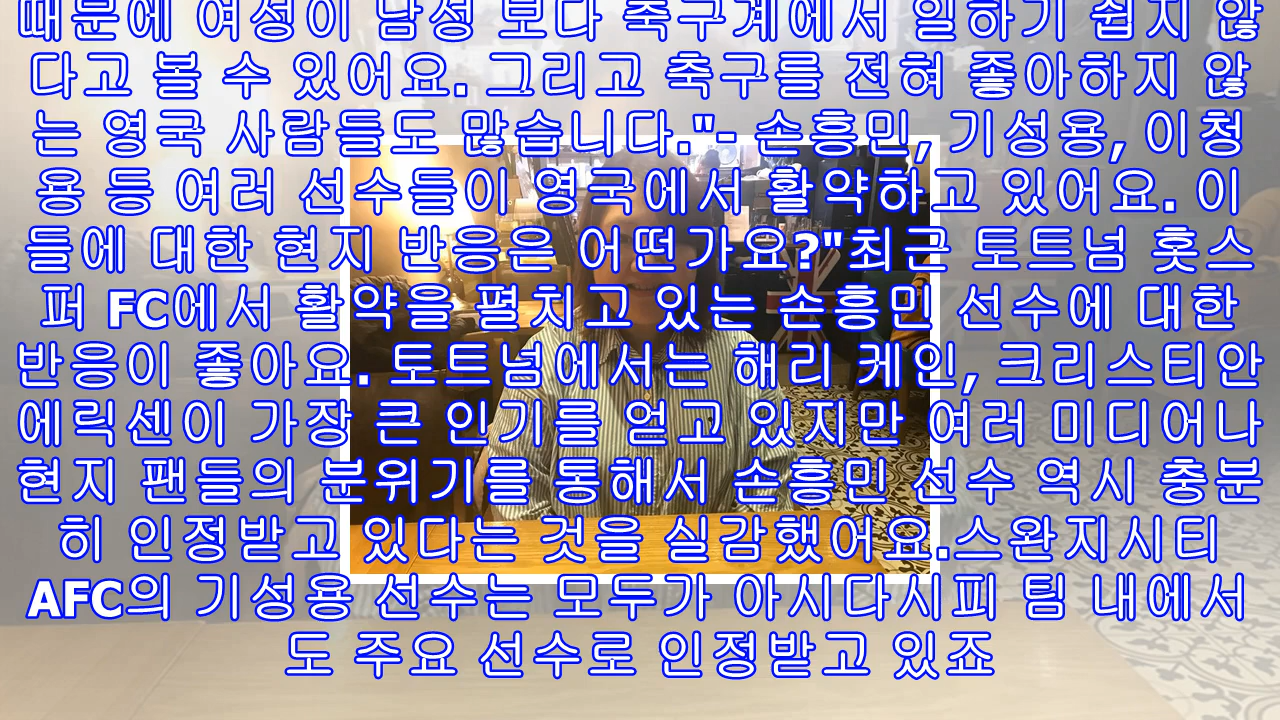 때문에 여성이 남성 보다 축구계에서 일하기 쉽지 않
다고 볼 수 있어요. 그리고 축구를 전혀 좋아하지 않
는 영국 사람들도 많습니다."- 손흥민, 기성용, 이청
용 등 여러 선수들이 영국에서 활약하고 있어요. 이
들에 대한 현지 반응은 어떤가요?"최근 토트넘 홋스
퍼 FC에서 활약을 펼치고 있는 손흥민 선수에 대한
반응이 좋아요. 토트넘에서는 해리 케인, 크리스티안
에릭센이 가장 큰 인기를 얻고 있지만 여러 미디어나
현지 팬들의 분위기를 통해서 손흥민 선수 역시 충분
히 인정받고 있다는 것을 실감했어요.스완지시티
AFC의 기성용 선수는 모두가 아시다시피 팀 내에서
도 주요 선수로 인정받고 있죠